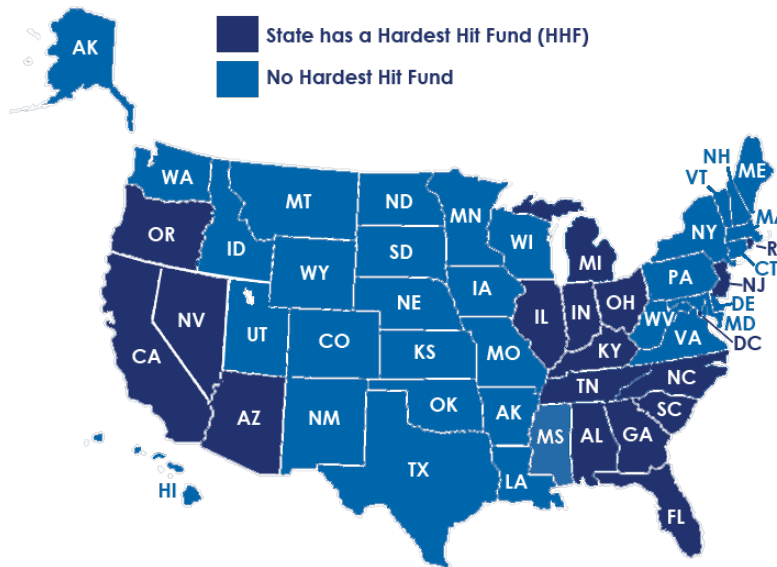 State has a Hardest Hit Fund (HHF)
No Hardest Hit Fund
AK
WA
MT
ND
MN
VT
NH
ME
OR
ID
WY
SD
WI
MI
NY
MA
R
CT
NV
UT
CO
NE
IA
IL
IN
OH
PA
NJ
DE
MD
DC
WV
VA
CA
KS
MO
KY
AZ
NM
OK
AK
TN
NC
SC
MS
AL
GA
TX
LA
HI
FL